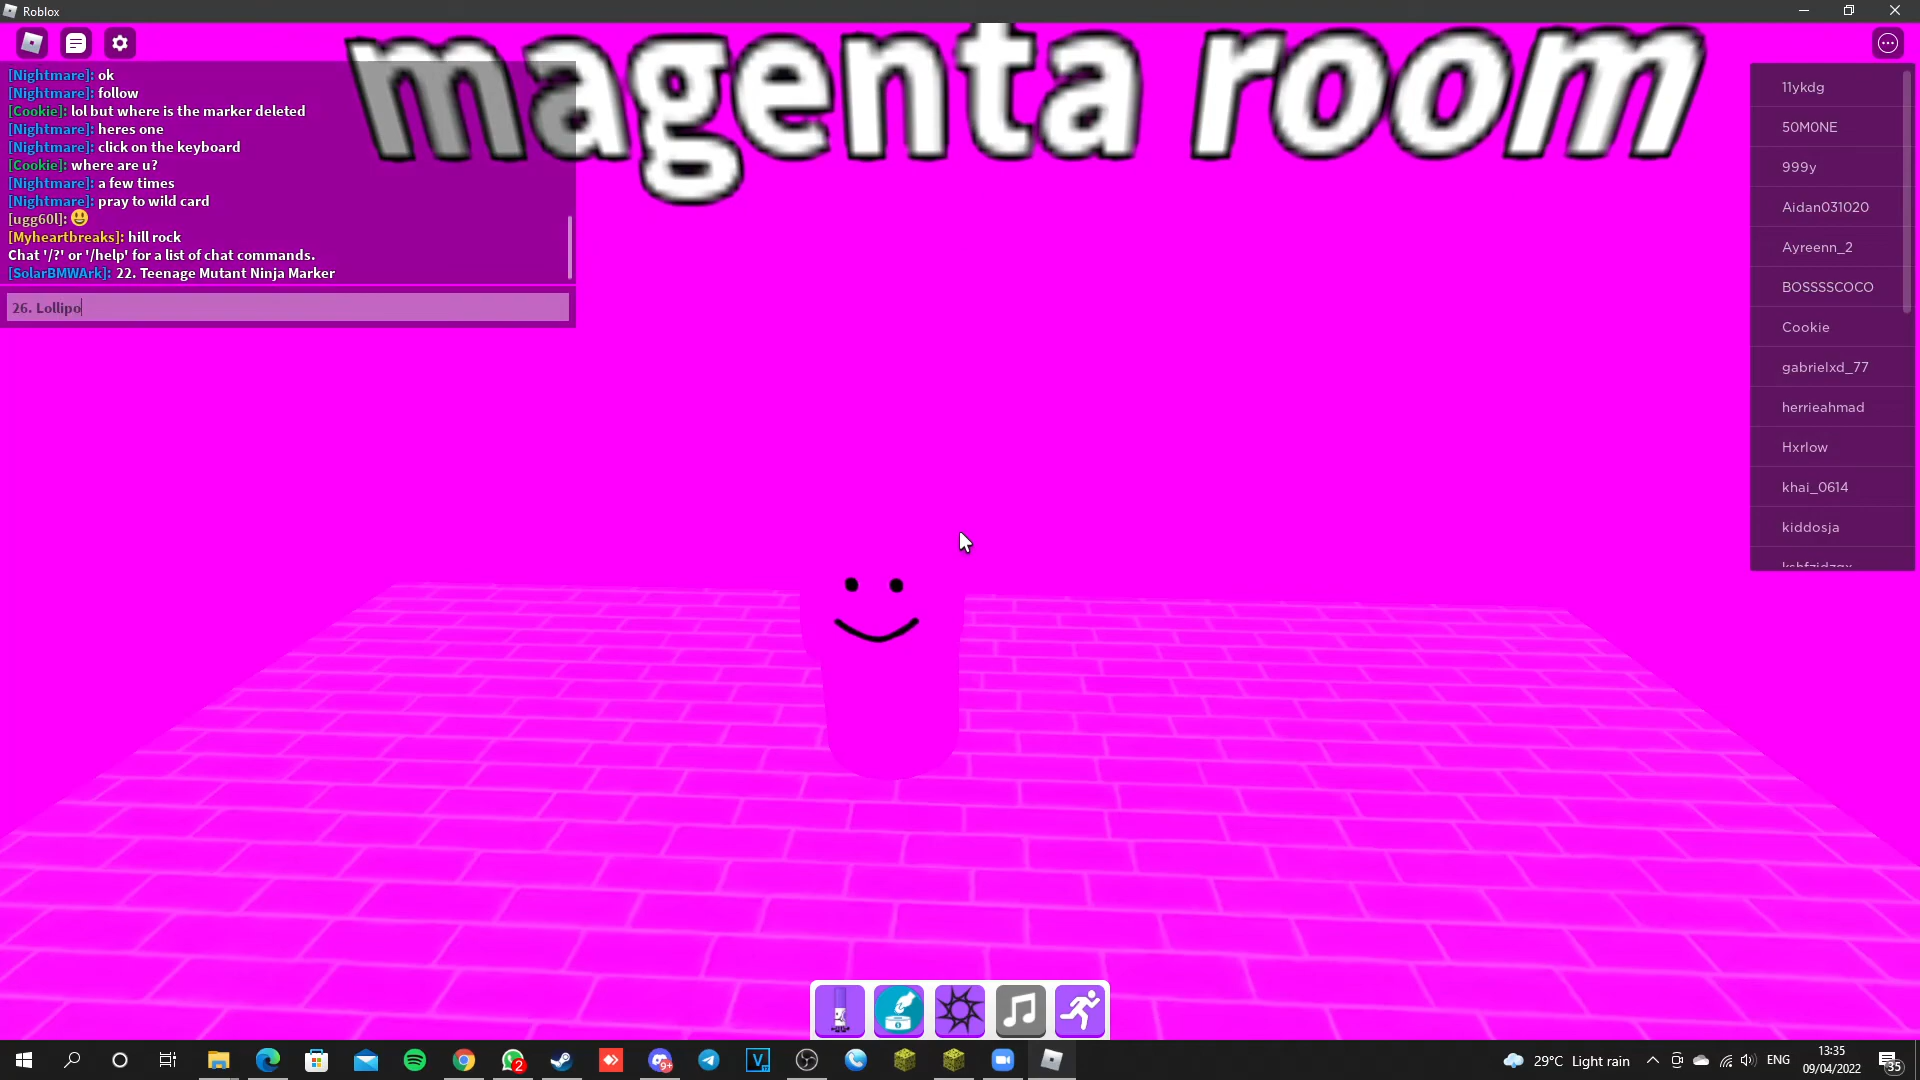 Roblox
magenta room
[Nightmare]: ok
[Nightmare]: follow
[Cookie]: lol but where is the marker deleted
[Nightmare]: heres one
[Nightmare]: click on the keyboard
[Cookie]: where are u?
[Nightmare]: a few times
[Nightmare]: pray to wild card
[ugg60l]: 😃
[Myheartbreaks]: hill rock
Chat '/?' or '/help' for a list of chat commands.
[SolarBMWArk]: 22. Teenage Mutant Ninja Marker
26. Lollipo
11ykdg
50M0NE
999y
Aidan031020
Ayreenn_2
BOSSSSCOCO
Cookie
gabrielxd_77
herrieahmad
Hxrlow
khai_0614
kiddosja
2
9+
V
29°C Light rain
ENG
13:35
09/04/2022
35